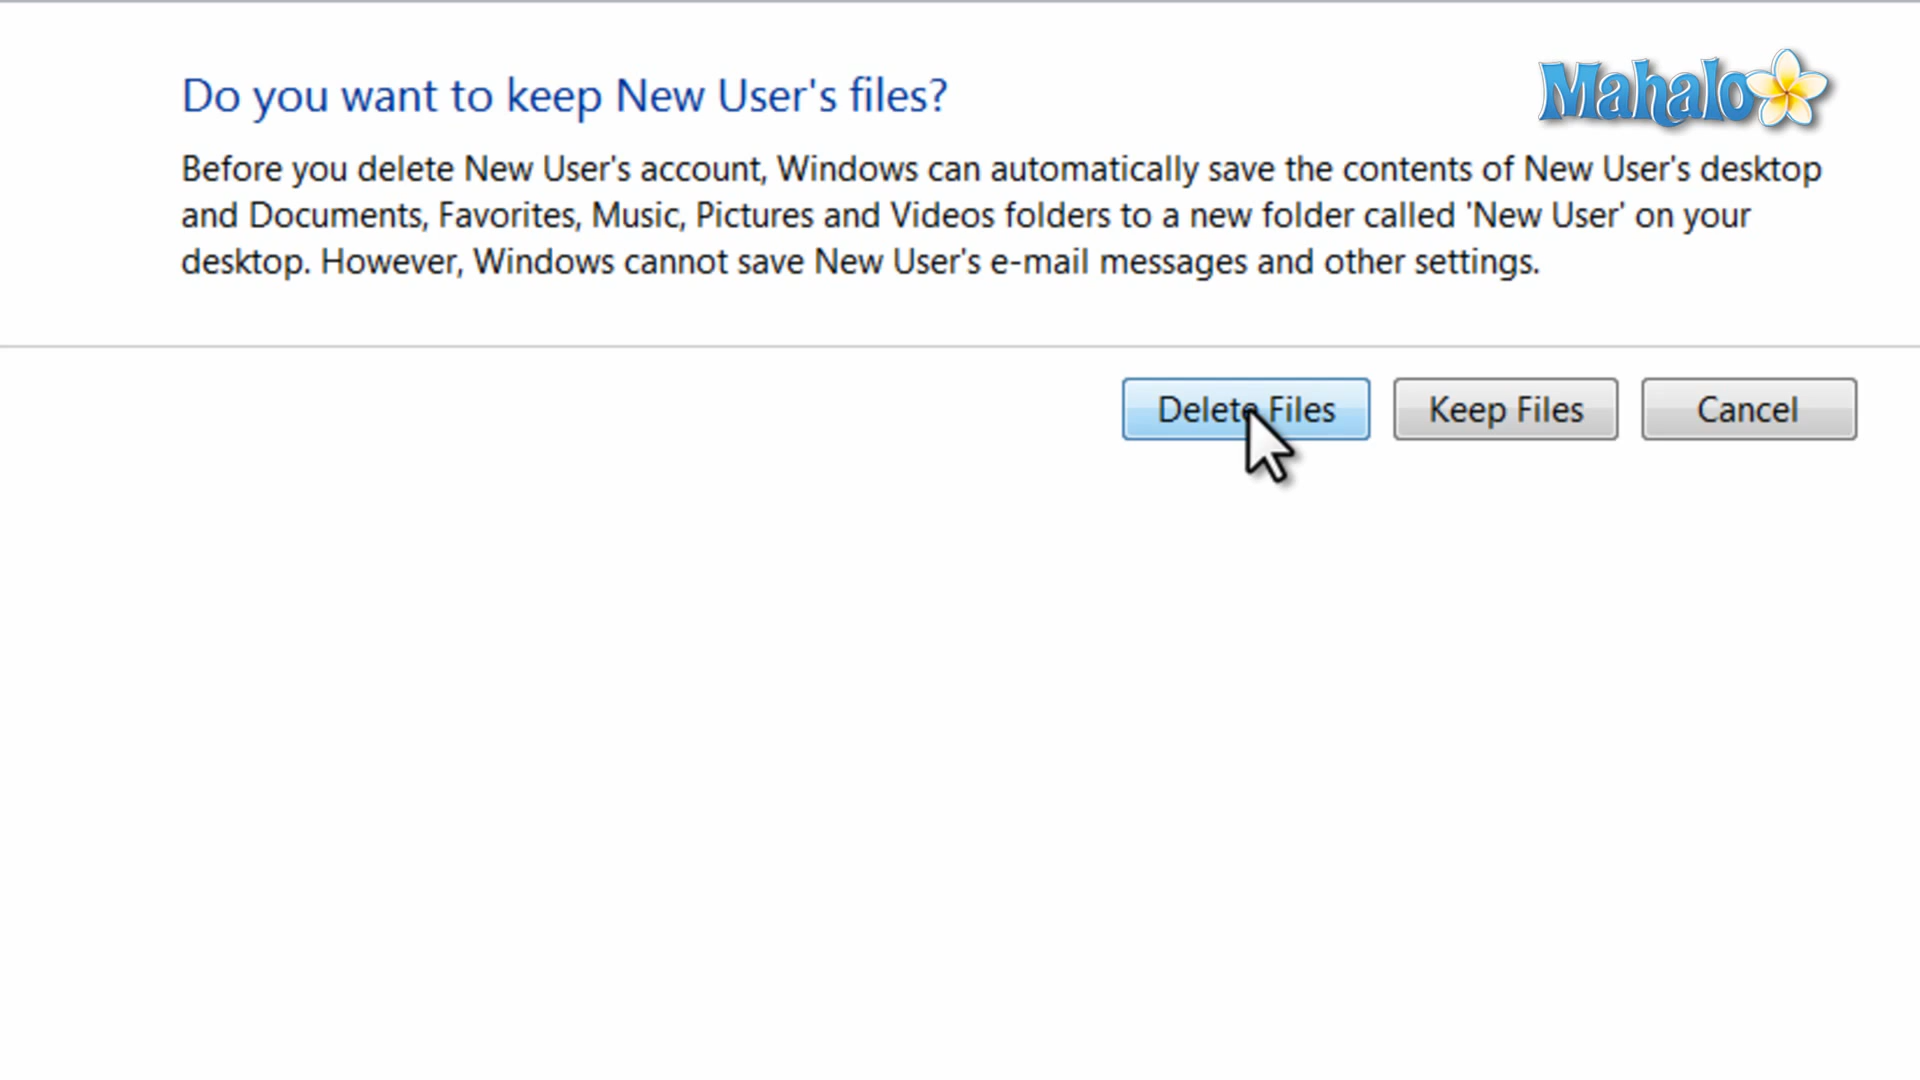 Do you want to keep New User's files?
Mahalo
Before you delete New User's account, Windows can automatically save the contents of New User's desktop
and Documents, Favorites, Music, Pictures and Videos folders to a new folder called 'New User' on your
desktop. However, Windows cannot save New User's e-mail messages and other settings.
Delete Files Keep Files Cancel